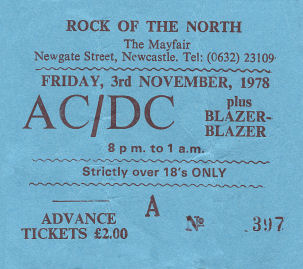 ROCK OF THE NORTH
The Mayfair
Newgate Street, Newcastle. Tel: (0632) 23109
FRIDAY, 3rd NOVEMBER, 1978
AC/DC plus
BLAZER-
BLAZER
8 p m. to 1 a.m.
Strictly over 18's ONLY
A
ADVANCE
TICKETS £2.00
№ 397